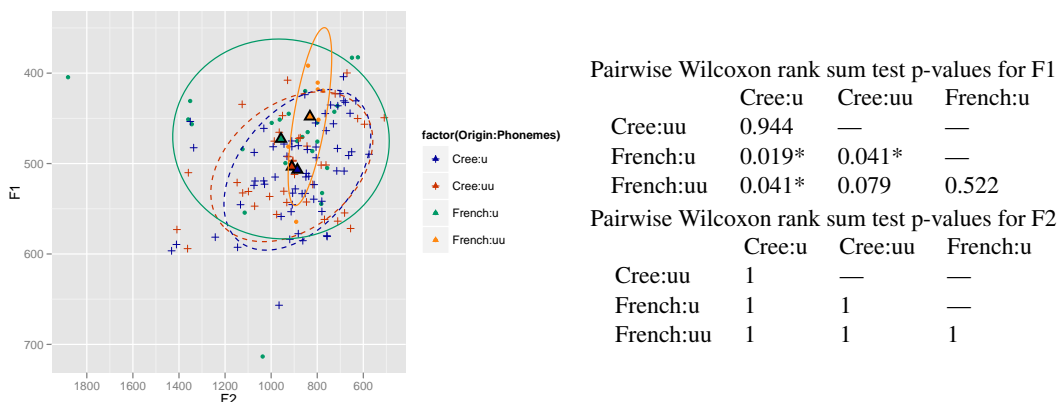 400
500
600
700
F1
1800
1600
1400
1200
1000
800
600
F2
factor(Origin:Phonemes)
Cree:u
Cree:uu
French:u
French:uu
Pairwise Wilcoxon rank sum test p-values for F1
Cree:u Cree:uu French:u
Cree:uu 0.944 — —
French:u 0.019* 0.041* —
French:uu 0.041* 0.079 0.522
Pairwise Wilcoxon rank sum test p-values for F2
Cree:u Cree:uu French:u
Cree:uu 1 — —
French:u 1 1 —
French:uu 1 1 1